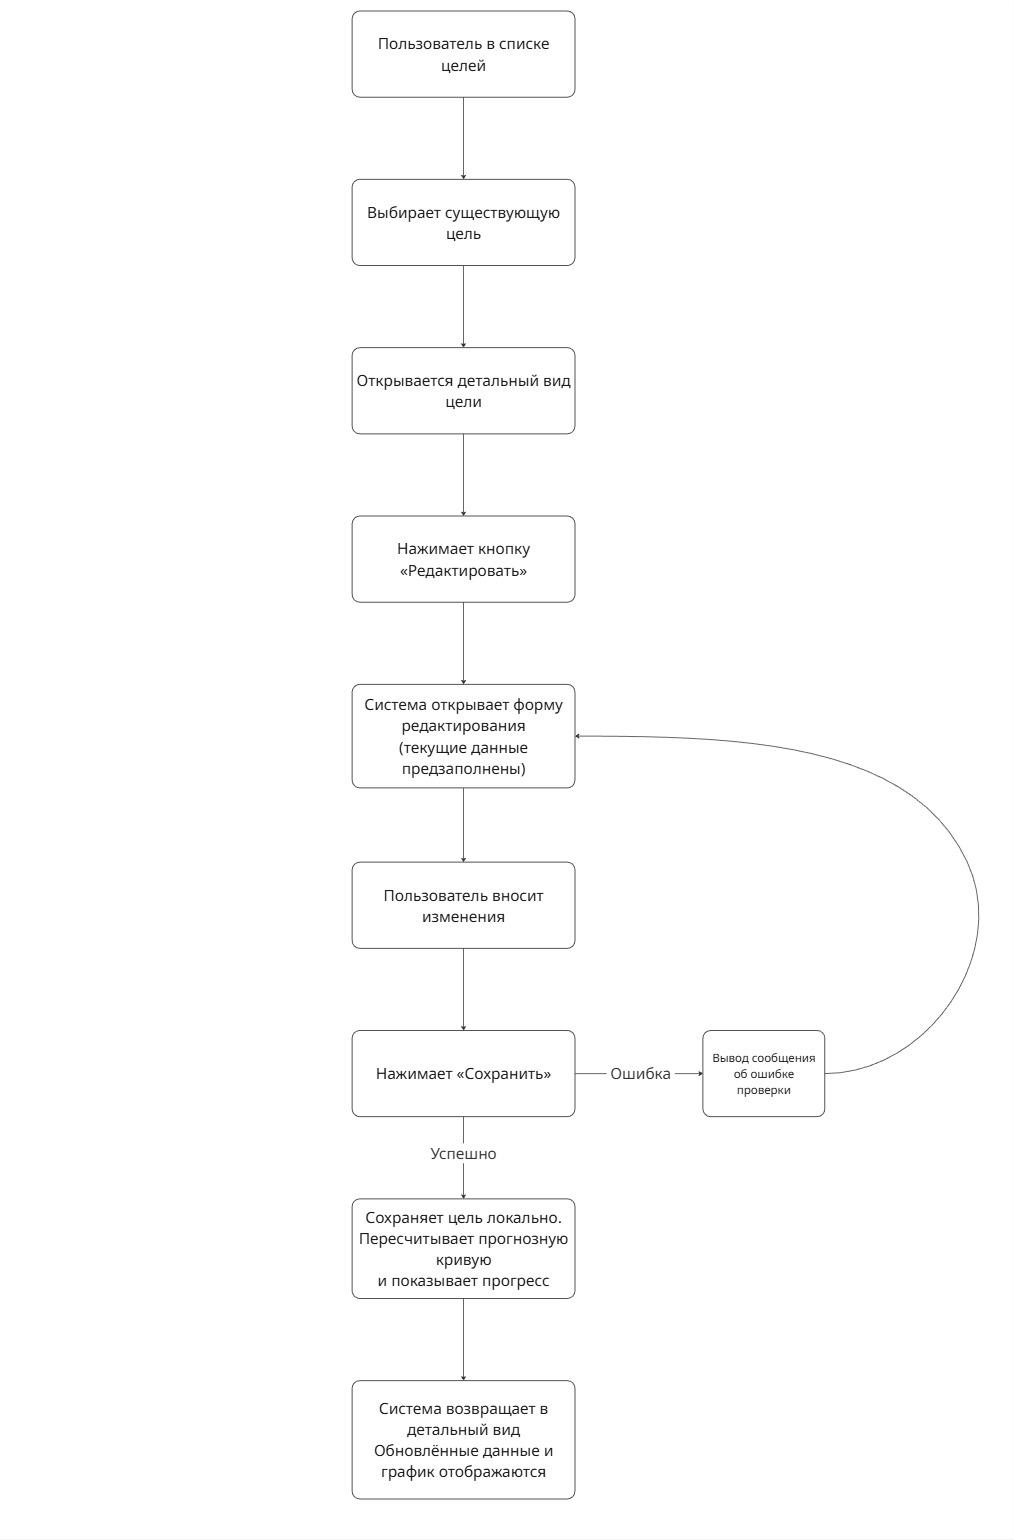 Пользователь в списке
целей
Выбирает существующую
цель
Открывается детальный вид
цели
Нажимает кнопку
«Редактировать»
Система открывает форму
редактирования
(текущие данные
предзаполнены)
Пользователь вносит
изменения
Нажимает «Сохранить»
Ошибка
Вывод сообщения
об ошибке
проверки
Успешно
Сохраняет цель локально.
Пересчитывает прогнозную
кривую
и показывает прогресс
Система возвращает в
детальный вид
Обновлённые данные и
график отображаются